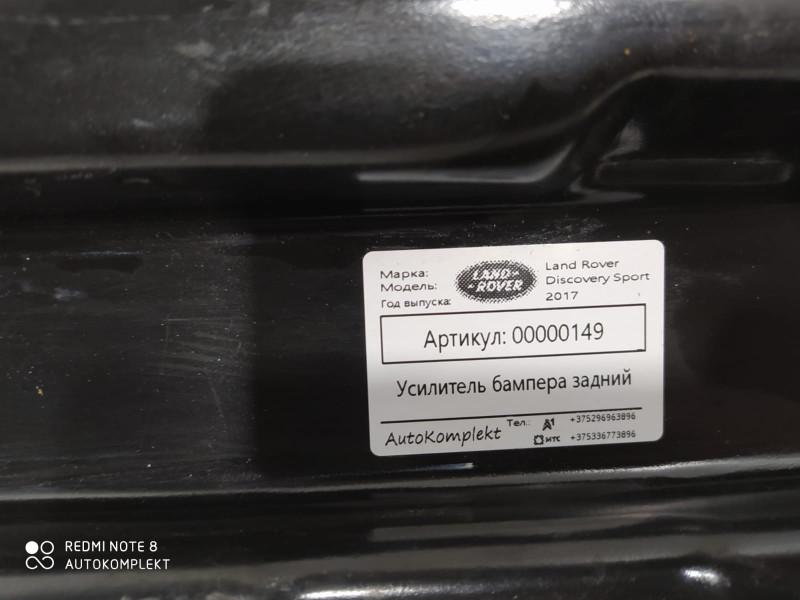 Марка:
Модель:
Год выпуска:
LAND-
-ROVER
Land Rover
Discovery Sport
2017
Артикул: 00000149
Усилитель бампера задний
AutoKomplekt
Тел.:
A1 +375296963896
МТС +375336773896
REDMI NOTE 8
AUTOKOMPLEKT